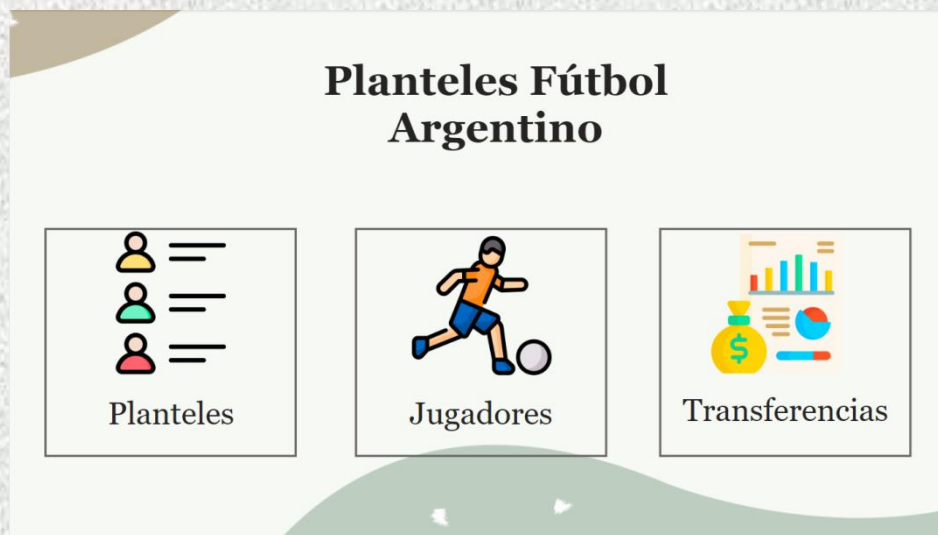 Planteles Fútbol
Argentino
Planteles
Jugadores
Transferencias
$